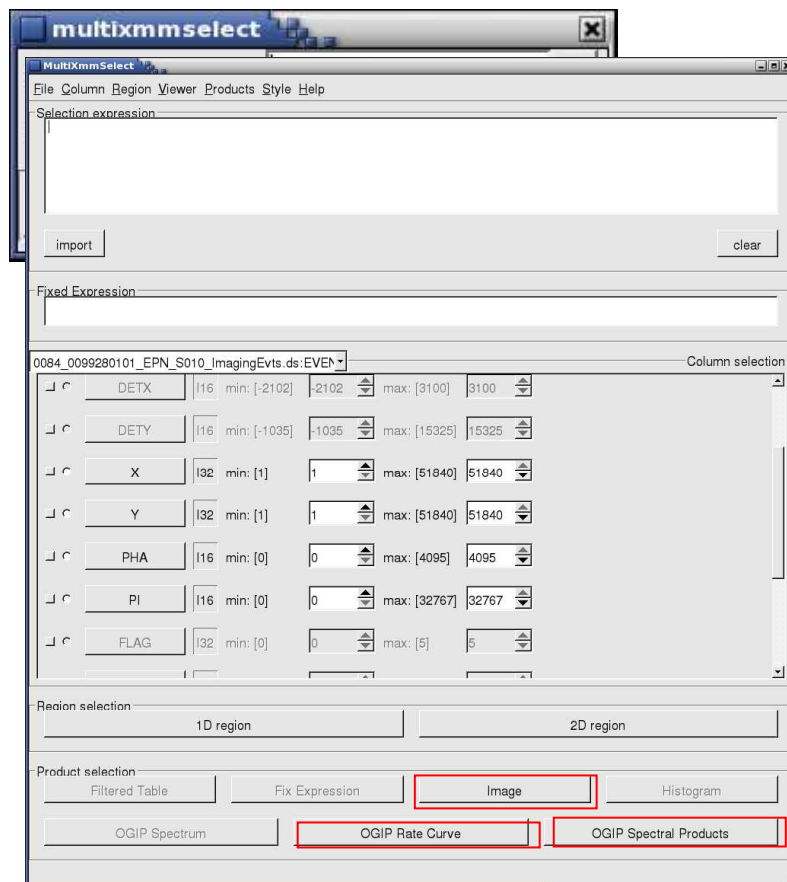 multixmmselect
MultiXmmSelect
File Column Region Viewer Products Style Help
Selection expression
import clear
Fixed Expression
0084_0099280101_EPN_S010_ImagingEvts.ds:EVEN Column selection
DETX I16 min: [-2102] -2102 max: [3100] 3100
DETY I16 min: [-1035] -1035 max: [15325] 15325
X I32 min: [1] 1 max: [51840] 51840
Y I32 min: [1] 1 max: [51840] 51840
PHA I16 min: [0] 0 max: [4095] 4095
PI I16 min: [0] 0 max: [32767] 32767
FLAG I32 min: [0] 0 max: [5] 5
Region selection
1D region 2D region
Product selection
Filtered Table Fix Expression Image Histogram
OGIP Spectrum OGIP Rate Curve OGIP Spectral Products